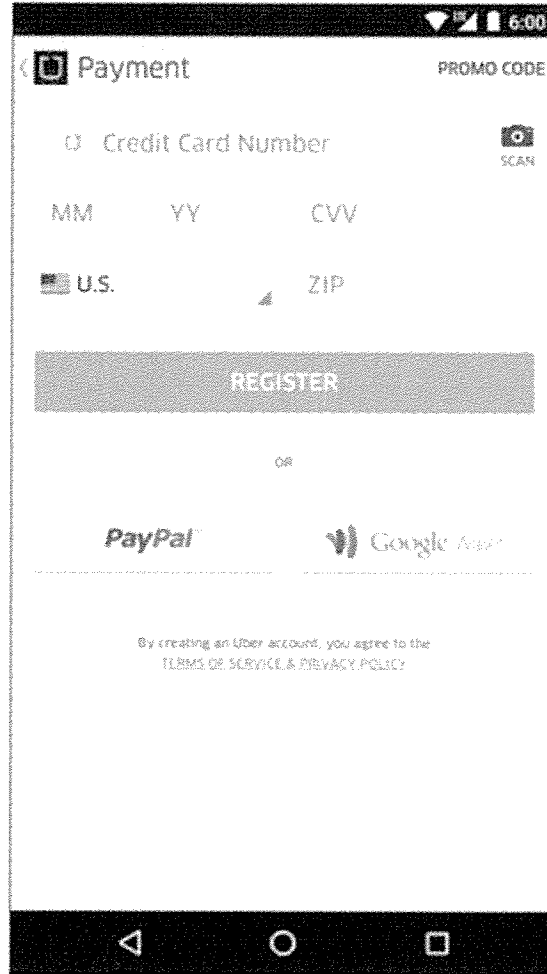 6:00
Payment PROMO CODE
Credit Card Number
SCAN
MM YY CVV
U.S. ZIP
REGISTER
OR
PayPal Google
By creating an Uber account, you agree to the
TERMS OF SERVICE & PRIVACY POLICY